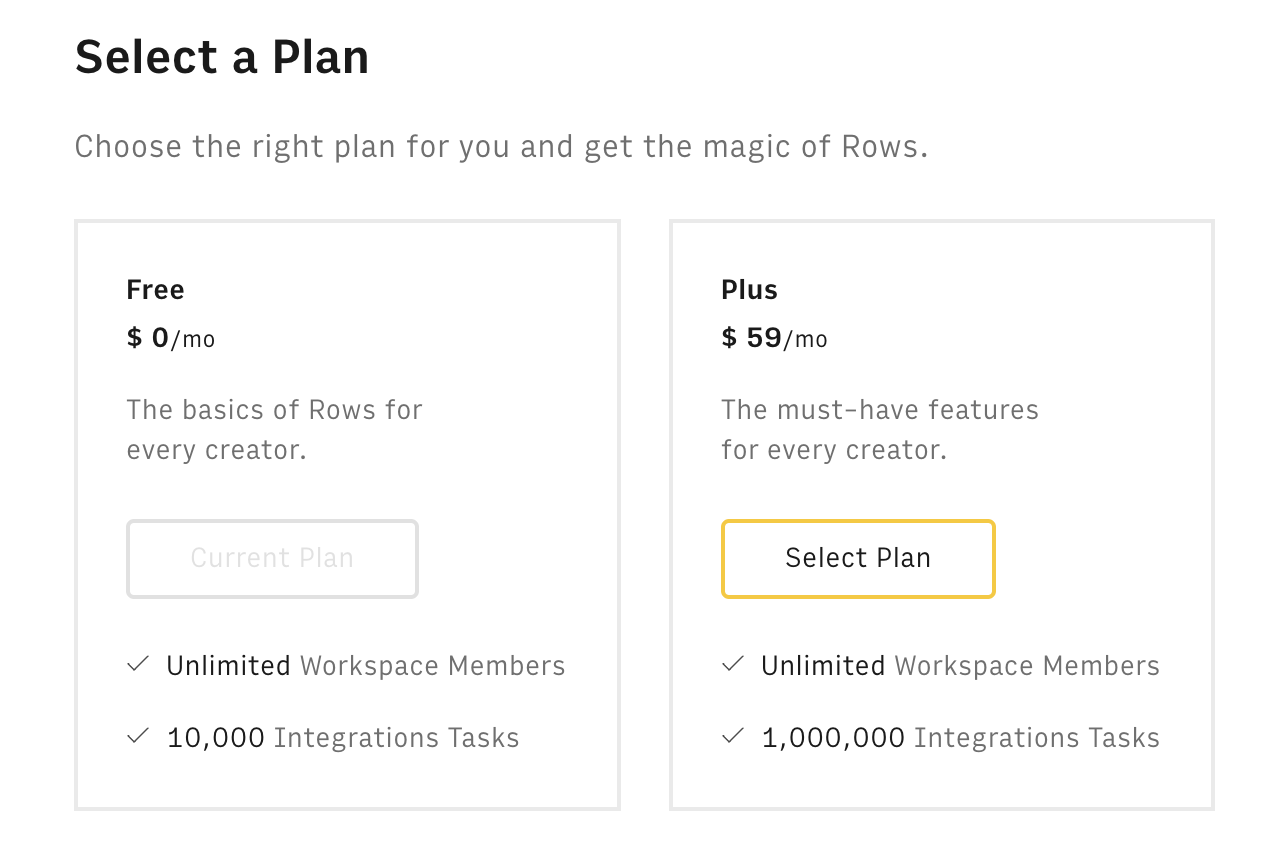 Select a Plan
Choose the right plan for you and get the magic of Rows.
Free
$ 0/mo
The basics of Rows for
every creator.
Current Plan
Unlimited Workspace Members
10,000 Integrations Tasks
Plus
$ 59/mo
The must-have features
for every creator.
Select Plan
Unlimited Workspace Members
1,000,000 Integrations Tasks